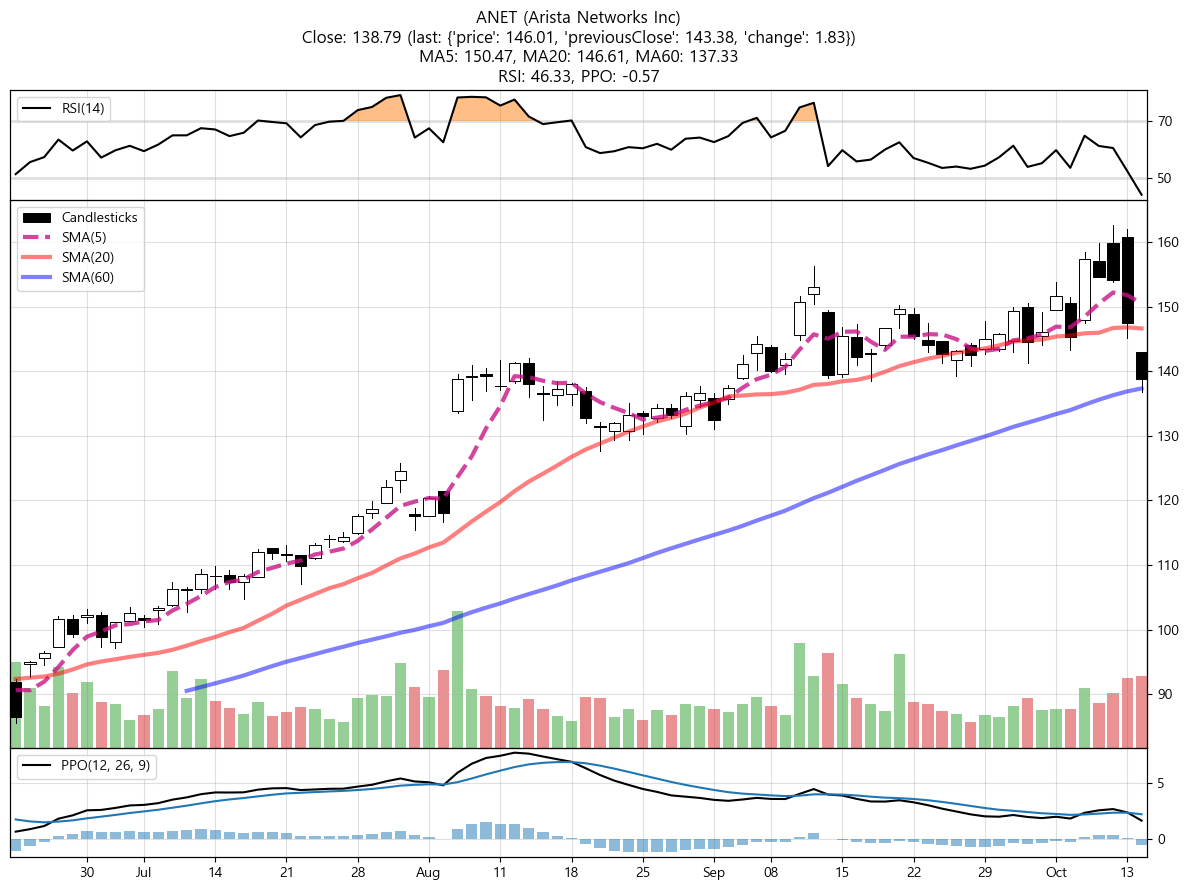 ANET (Arista Networks Inc)
Close: 138.79 (last: {'price': 146.01, 'previousClose': 143.38, 'change': 1.83})
MA5: 150.47, MA20: 146.61, MA60: 137.33
RSI: 46.33, PPO: -0.57
RSI(14)
70
50
Candlesticks
SMA(5)
SMA(20)
SMA(60)
160
150
140
130
120
110
100
90
PPO(12, 26, 9)
5
0
30 Jul 14 21 28 Aug 11 18 25 Sep 08 15 22 29 Oct 13